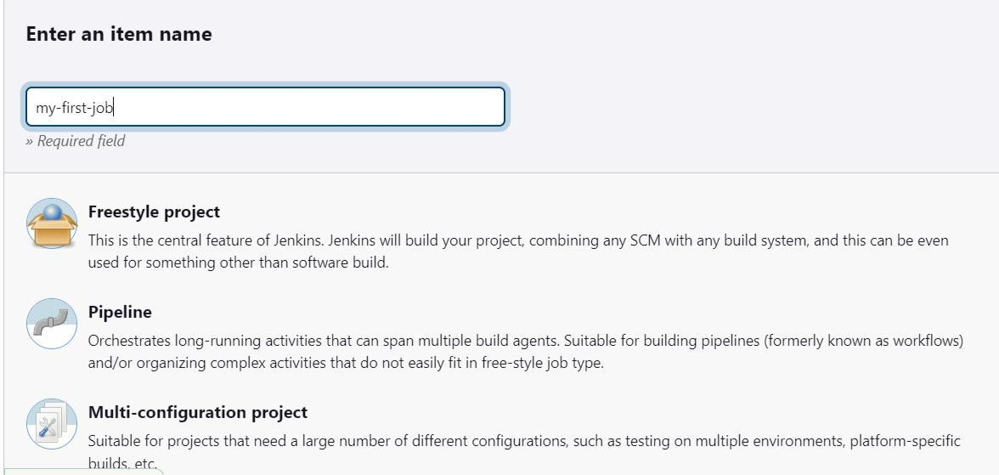 Enter an item name
my-first-job
» Required field
Freestyle project
This is the central feature of Jenkins. Jenkins will build your project, combining any SCM with any build system, and this can be even
used for something other than software build.
Pipeline
Orchestrates long-running activities that can span multiple build agents. Suitable for building pipelines (formerly known as workflows)
and/or organizing complex activities that do not easily fit in free-style job type.
Multi-configuration project
Suitable for projects that need a large number of different configurations, such as testing on multiple environments, platform-specific
builds, etc.